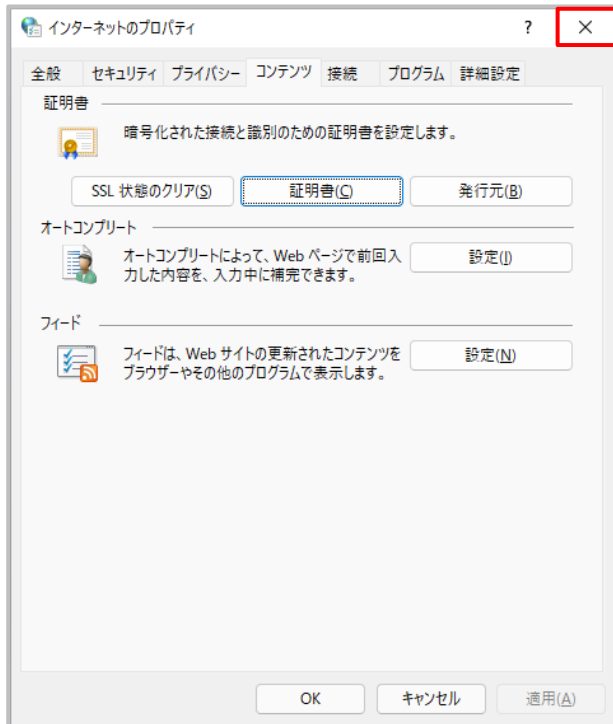 インターネットのプロパティ ? ×
全般 セキュリティ プライバシー コンテンツ 接続 プログラム 詳細設定
証明書
暗号化された接続と識別のための証明書を設定します。
SSL 状態のクリア(S) 証明書(C) 発行元(B)
オートコンプリート
オートコンプリートによって、Web ページで前回入
力した内容を、入力中に補完できます。
設定(I)
フィード
フィードは、Web サイトの更新されたコンテンツを
ブラウザーやその他のプログラムで表示します。
設定(N)
OK キャンセル 適用(A)